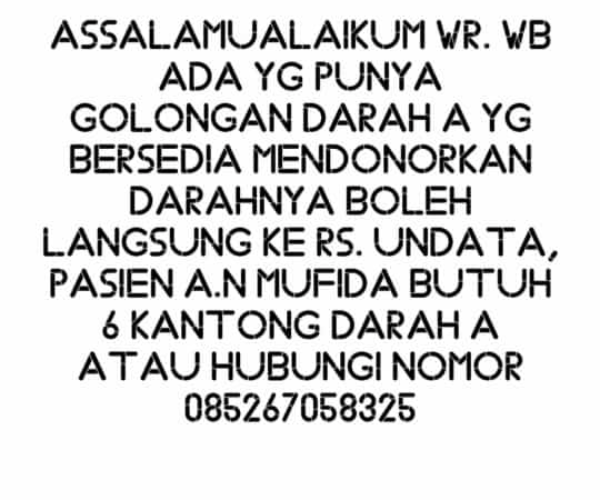 ASSALAMUALAIKUM WR. WB
ADA YG PUNYA
GOLONGAN DARAH A YG
BERSEDIA MENDONORKAN
DARAHNYA BOLEH
LANGSUNG KE RS. UNDATA,
PASIEN A.N MUFIDA BUTUH
6 KANTONG DARAH A
ATAU HUBUNGI NOMOR
085267058325